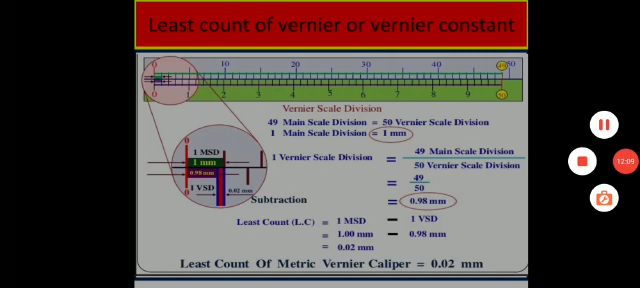 Least count of vernier or vernier constant
0 10 20 30 40 49 50
0 1 2 3 4 5 6 7 8 9 50
Vernier Scale Division
49 Main Scale Division = 50 Vernier Scale Division
1 Main Scale Division = 1 mm
0
1 MSD
1 mm
0.98 mm
0
1 VSD
0.02 mm
1 Vernier Scale Division = 49 Main Scale Division
50 Vernier Scale Division
= 49
50
Subtraction = 0.98 mm
Least Count (L.C) = 1 MSD − 1 VSD
= 1.00 mm − 0.98 mm
= 0.02 mm
Least Count Of Metric Vernier Caliper = 0.02 mm
12:09